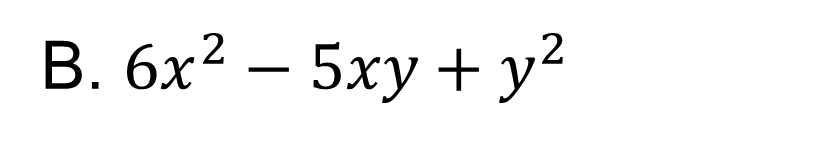 B. 6x² − 5xy + y²